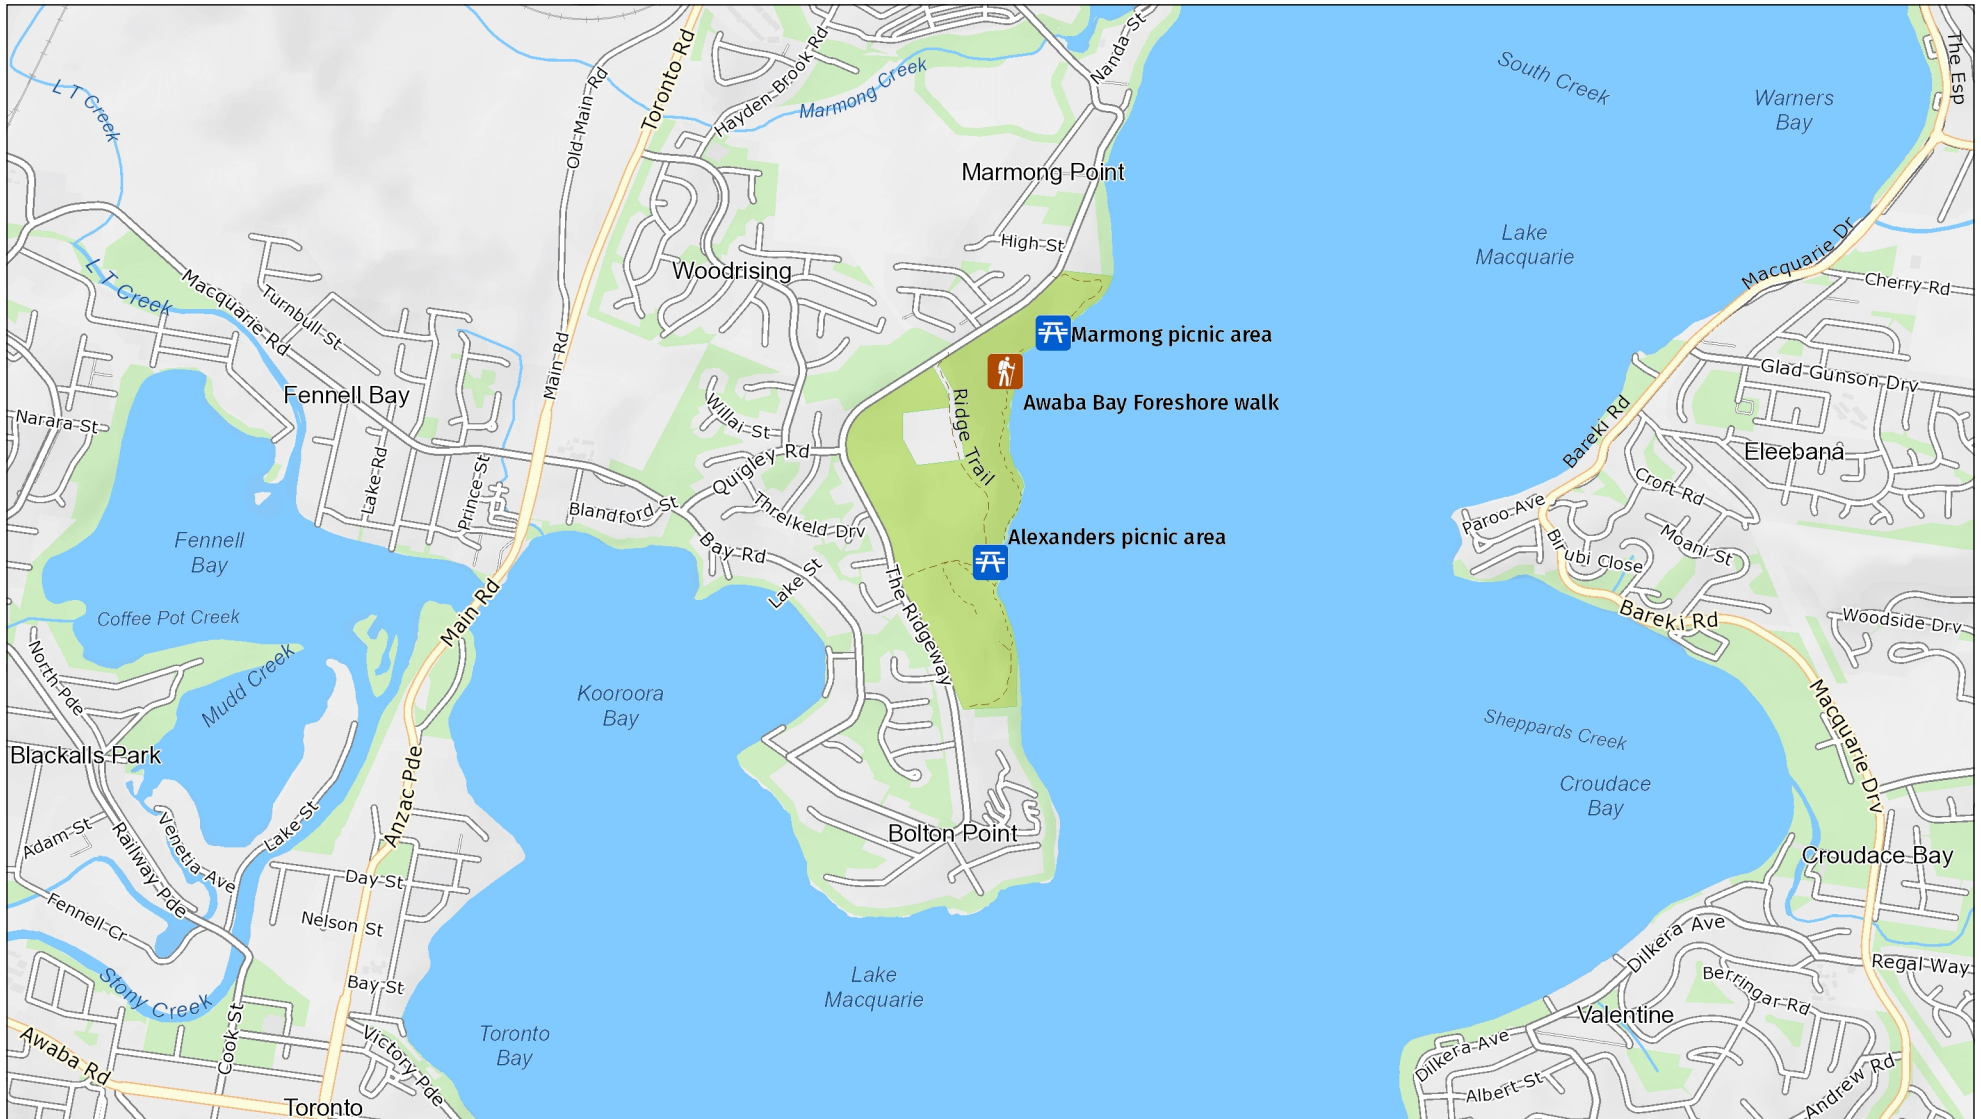 Nanda-St
The Esp
Toronto Rd
Hayden-Brook-Rd
Old-Main-Rd
L T Creek
Marmong Creek
South Creek
Warners
Bay
Marmong Point
High-St
Lake
Macquarie
Macquarie Dr
Woodrising
L T Creek
Macquarie-Rd
Turnbull-St
Cherry-Rd
Marmong picnic area
Main-Rd
Fennell Bay
Glad Gunson Drv
Awaba Bay Foreshore walk
Ridge Trail
Narara-St
Willai-St
Bareki Rd
Eleebana
Quigley Rd
Lake-Rd
Prince-St
Croft-Rd
Blandford-St
Threlkeld Drv
Paroo-Ave
Moani-St
Birubi Close
Fennell
Bay
Bay-Rd
Alexanders picnic area
Lake St
The-Ridgeway
Coffee Pot Creek
Main Rd
Bareki Rd
Woodside-Drv
Mudd Creek
North-Pde
Kooroora
Bay
Macquarie-Drv
Sheppards Creek
Blackalls Park
Anzac Pde
Croudace
Bay
Bolton Point
Adam-St
Railway-Pde
Venetia-Ave
Lake-St
Croudace Bay
Day-St
Fennell-Cr
Nelson-St
Dilkera Ave
Regal-Way
Stony Creek
Bay-St
Lake
Macquarie
Berringar-Rd
Valentine
Cook-St
Toronto
Bay
Victory-Pde
Dilkera-Ave
Awaba Rd
Albert-St
Andrew-Rd
Toronto